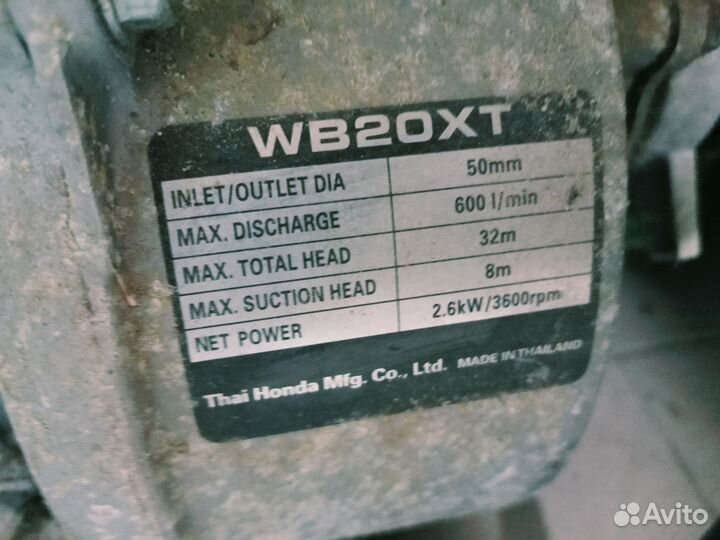 WB20XT
INLET/OUTLET DIA 50mm
MAX. DISCHARGE 600 l/min
MAX. TOTAL HEAD 32m
MAX. SUCTION HEAD 8m
NET POWER 2.6kW/3600rpm
Thai Honda Mfg. Co., Ltd. MADE IN THAILAND
Avito